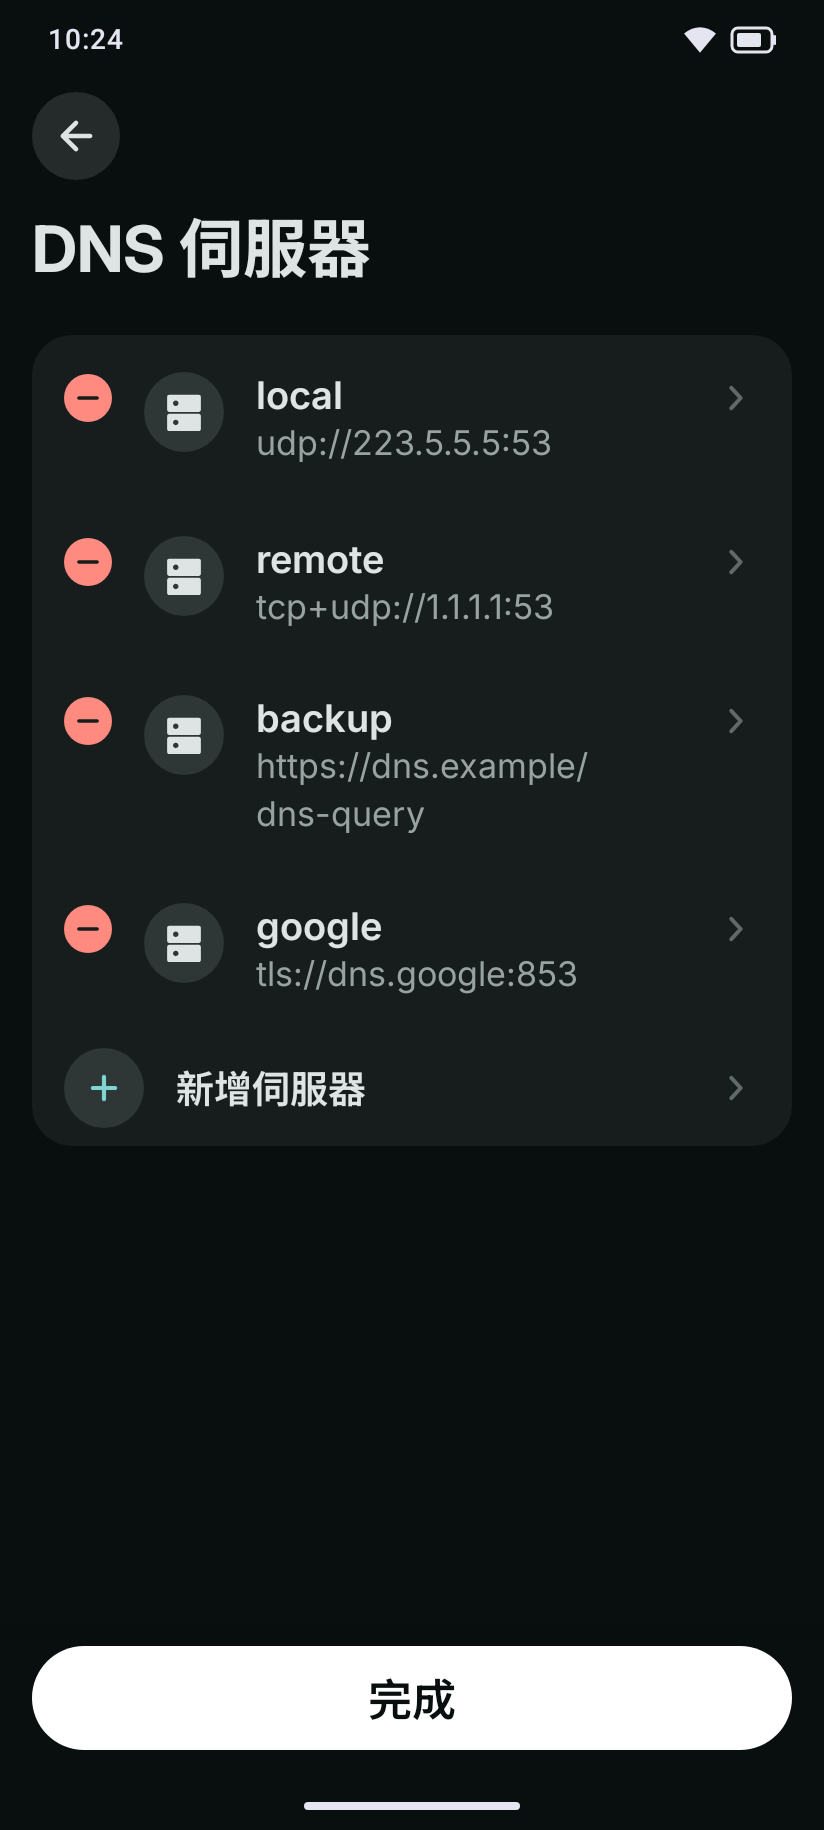 10:24
DNS 伺服器
local
udp://223.5.5.5:53
remote
tcp+udp://1.1.1.1:53
backup
https://dns.example/
dns-query
google
tls://dns.google:853
新增伺服器
完成